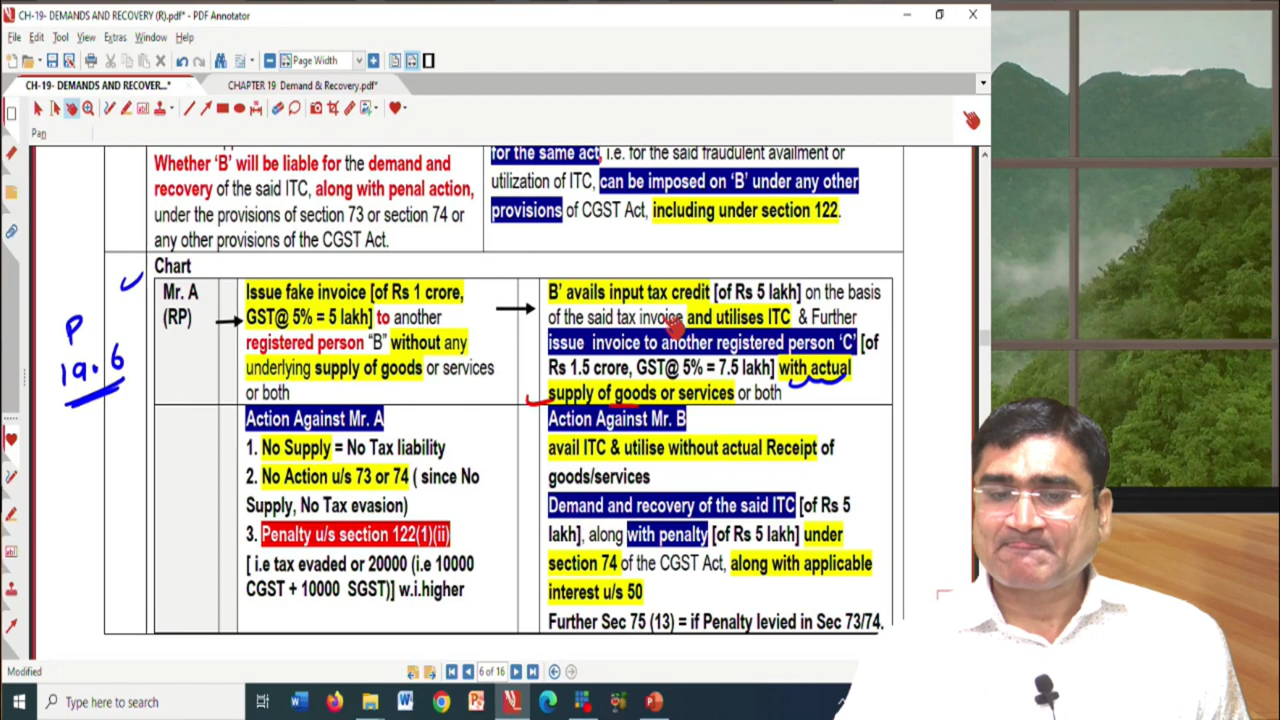 CH-19- DEMANDS AND RECOVERY (R).pdf* - PDF Annotator
File Edit Tool View Extras Window Help
Page Width
CH-19- DEMANDS AND RECOVER...*
CHAPTER 19 Demand & Recovery.pdf*
Pan
Whether ‘B’ will be liable for the demand and
recovery of the said ITC, along with penal action,
under the provisions of section 73 or section 74 or
any other provisions of the CGST Act.
for the same act, i.e. for the said fraudulent availment or
utilization of ITC, can be imposed on ‘B’ under any other
provisions of CGST Act, including under section 122.
P
19.6
Chart
Mr. A
(RP)
Issue fake invoice [of Rs 1 crore,
GST@ 5% = 5 lakh] to another
registered person “B” without any
underlying supply of goods or services
or both
B’ avails input tax credit [of Rs 5 lakh] on the basis
of the said tax invoice and utilises ITC & Further
issue invoice to another registered person ‘C’ [of
Rs 1.5 crore, GST@ 5% = 7.5 lakh] with actual
supply of goods or services or both
Action Against Mr. A
1. No Supply = No Tax liability
2. No Action u/s 73 or 74 ( since No
Supply, No Tax evasion)
3. Penalty u/s section 122(1)(ii)
[ i.e tax evaded or 20000 (i.e 10000
CGST + 10000 SGST)] w.i.higher
Action Against Mr. B
avail ITC & utilise without actual Receipt of
goods/services
Demand and recovery of the said ITC [of Rs 5
lakh], along with penalty [of Rs 5 lakh] under
section 74 of the CGST Act, along with applicable
interest u/s 50
Further Sec 75 (13) = if Penalty levied in Sec 73/74.
Modified
6 of 16
Type here to search